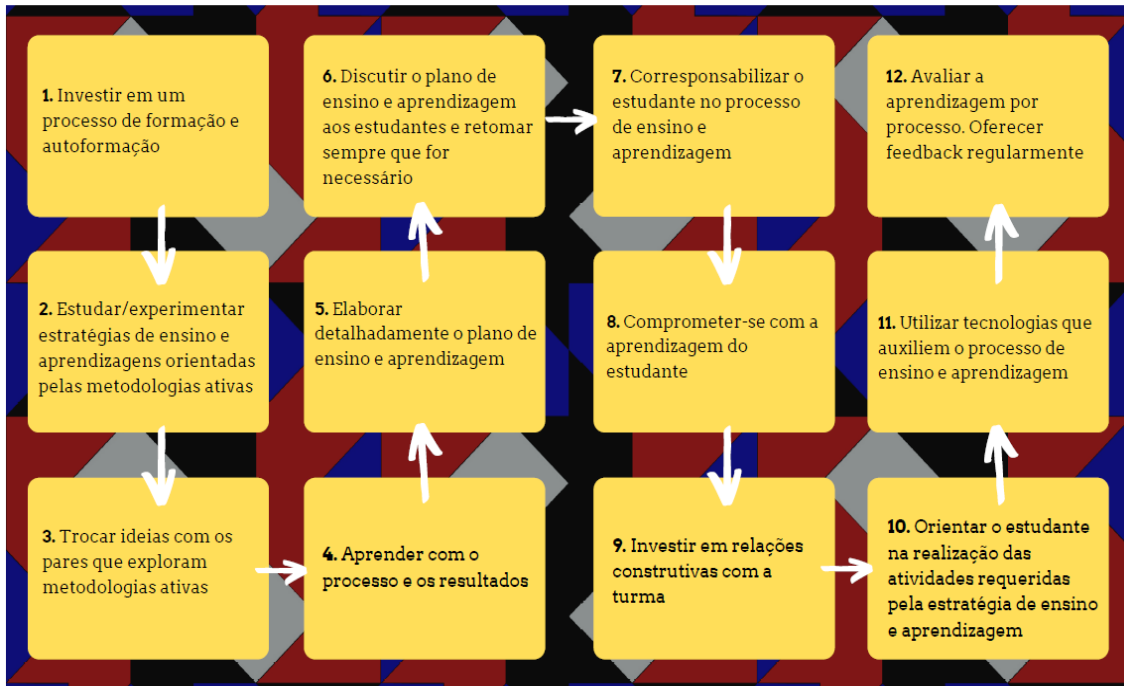 1. Investir em um
processo de formação e
autoformação
2. Estudar/experimentar
estratégias de ensino e
aprendizagens orientadas
pelas metodologias ativas
3. Trocar ideias com os
pares que exploram
metodologias ativas
4. Aprender com o
processo e os resultados
5. Elaborar
detalhadamente o plano de
ensino e aprendizagem
6. Discutir o plano de
ensino e aprendizagem
aos estudantes e retomar
sempre que for
necessário
7. Corresponsabilizar o
estudante no processo
de ensino e
aprendizagem
8. Comprometer-se com a
aprendizagem do
estudante
9. Investir em relações
construtivas com a
turma
10. Orientar o estudante
na realização das
atividades requeridas
pela estratégia de ensino
e aprendizagem
11. Utilizar tecnologias que
auxiliem o processo de
ensino e aprendizagem
12. Avaliar a
aprendizagem por
processo. Oferecer
feedback regularmente